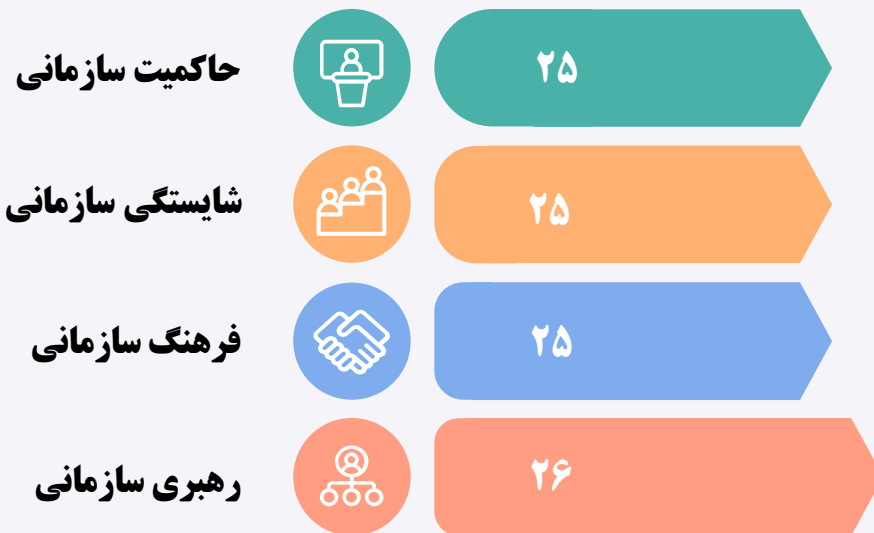 حاکمیت سازمانی
۲۵
شایستگی سازمانی
۲۵
فرهنگ سازمانی
۲۵
رهبری سازمانی
۲۶